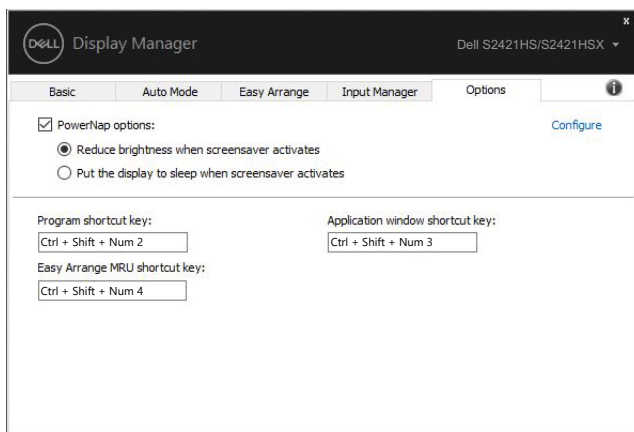 x
DELL Display Manager Dell S2421HS/S2421HSX
Basic Auto Mode Easy Arrange Input Manager Options i
PowerNap options: Configure
Reduce brightness when screensaver activates
Put the display to sleep when screensaver activates
Program shortcut key: Application window shortcut key:
Ctrl + Shift + Num 2 Ctrl + Shift + Num 3
Easy Arrange MRU shortcut key:
Ctrl + Shift + Num 4